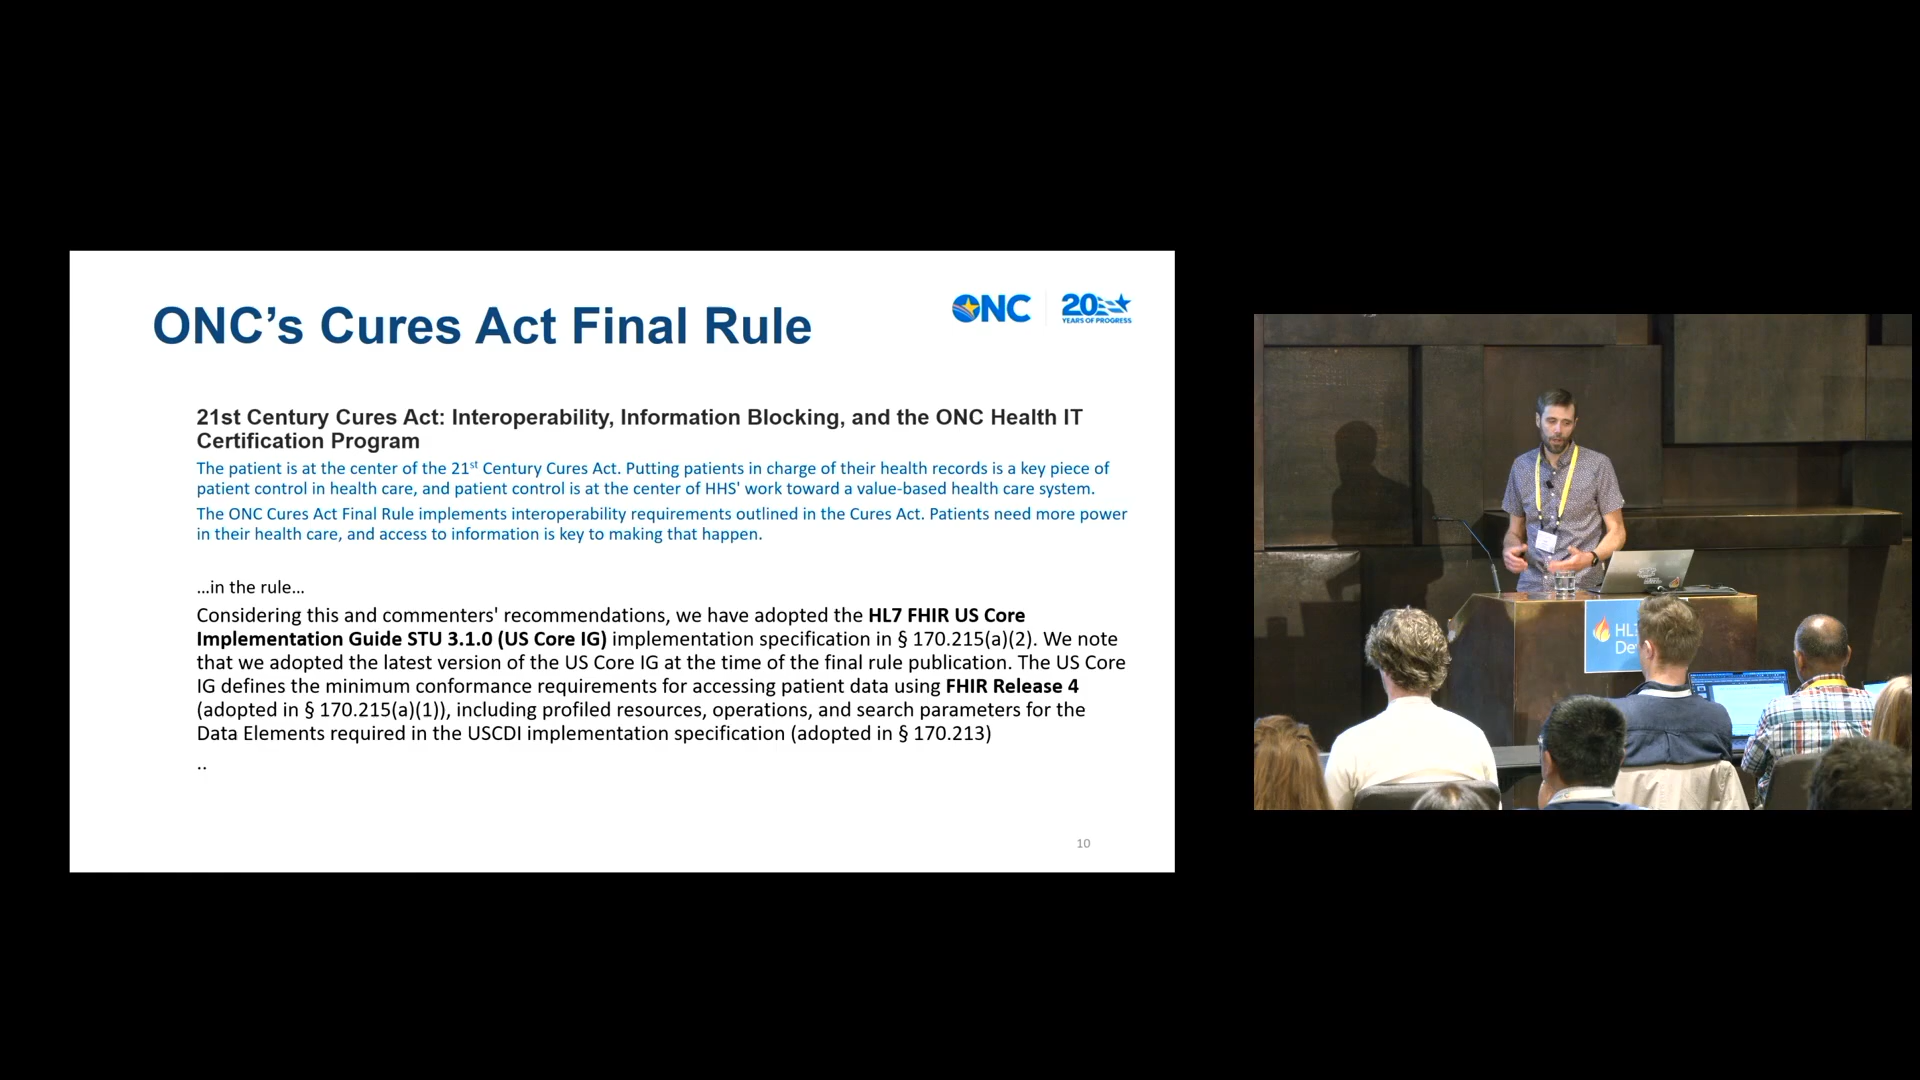 ONC’s Cures Act Final Rule
ONC
20
YEARS OF PROGRESS
21st Century Cures Act: Interoperability, Information Blocking, and the ONC Health IT
Certification Program
The patient is at the center of the 21st Century Cures Act. Putting patients in charge of their health records is a key piece of
patient control in health care, and patient control is at the center of HHS' work toward a value-based health care system.
The ONC Cures Act Final Rule implements interoperability requirements outlined in the Cures Act. Patients need more power
in their health care, and access to information is key to making that happen.
…in the rule…
Considering this and commenters' recommendations, we have adopted the HL7 FHIR US Core
Implementation Guide STU 3.1.0 (US Core IG) implementation specification in § 170.215(a)(2). We note
that we adopted the latest version of the US Core IG at the time of the final rule publication. The US Core
IG defines the minimum conformance requirements for accessing patient data using FHIR Release 4
(adopted in § 170.215(a)(1)), including profiled resources, operations, and search parameters for the
Data Elements required in the USCDI implementation specification (adopted in § 170.213)
..
10
HL7
De